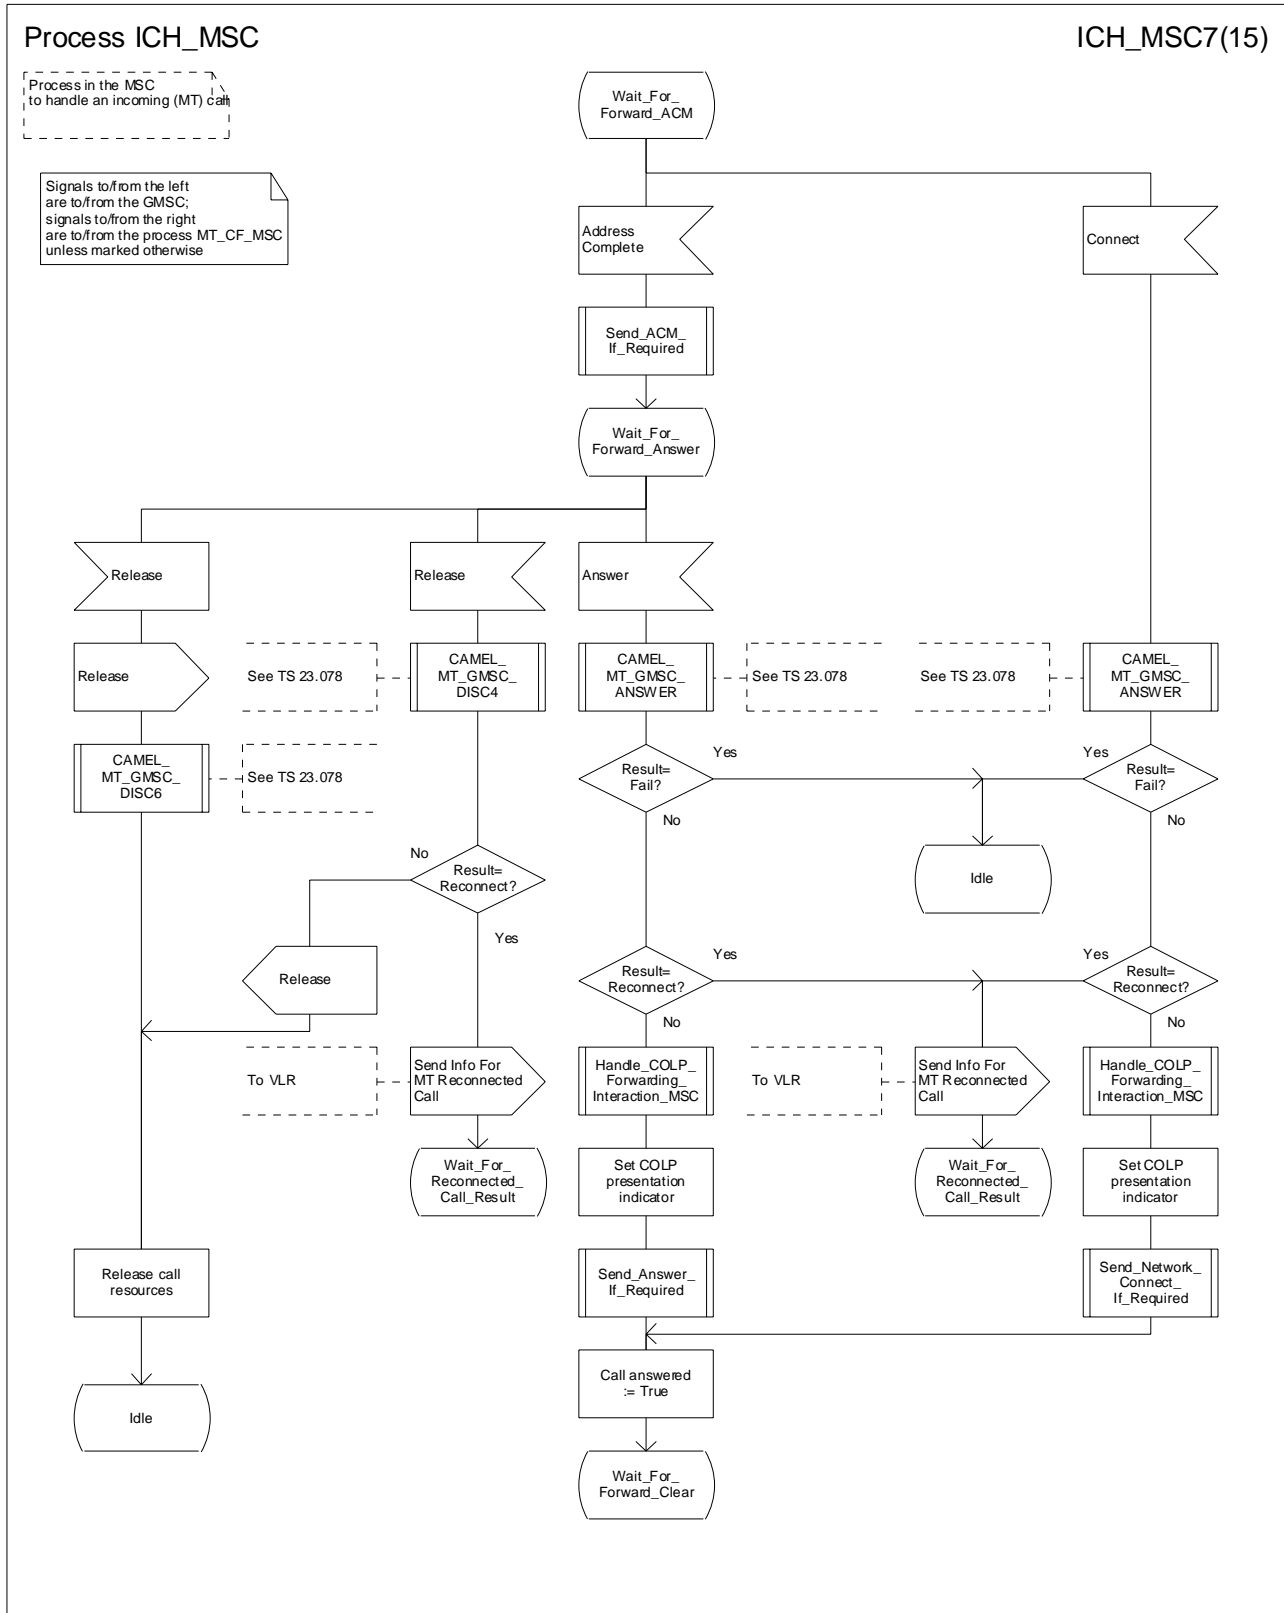 Process ICH_MSC
ICH_MSC7(15)
Process in the MSC
to handle an incoming (MT) call
Signals to/from the left
are to/from the GMSC;
signals to/from the right
are to/from the process MT_CF_MSC
unless marked otherwise
Wait_For_
Forward_ACM
Address
Complete
Connect
Send_ACM_
If_Required
Wait_For_
Forward_Answer
Release
Release
Answer
Release
See TS 23.078
CAMEL_
MT_GMSC_
DISC4
CAMEL_
MT_GMSC_
ANSWER
See TS 23.078
See TS 23.078
CAMEL_
MT_GMSC_
ANSWER
CAMEL_
MT_GMSC_
DISC6
See TS 23.078
Result=
Fail?
Yes
No
Yes
Result=
Fail?
No
Idle
No
Result=
Reconnect?
Yes
Release
Result=
Reconnect?
Yes
No
Yes
Result=
Reconnect?
No
To VLR
Send Info For
MT Reconnected
Call
Handle_COLP_
Forwarding_
Interaction_MSC
To VLR
Send Info For
MT Reconnected
Call
Handle_COLP_
Forwarding_
Interaction_MSC
Wait_For_
Reconnected_
Call_Result
Set COLP
presentation
indicator
Wait_For_
Reconnected_
Call_Result
Set COLP
presentation
indicator
Release call
resources
Send_Answer_
If_Required
Send_Network_
Connect_
If_Required
Call answered
:= True
Idle
Wait_For_
Forward_Clear